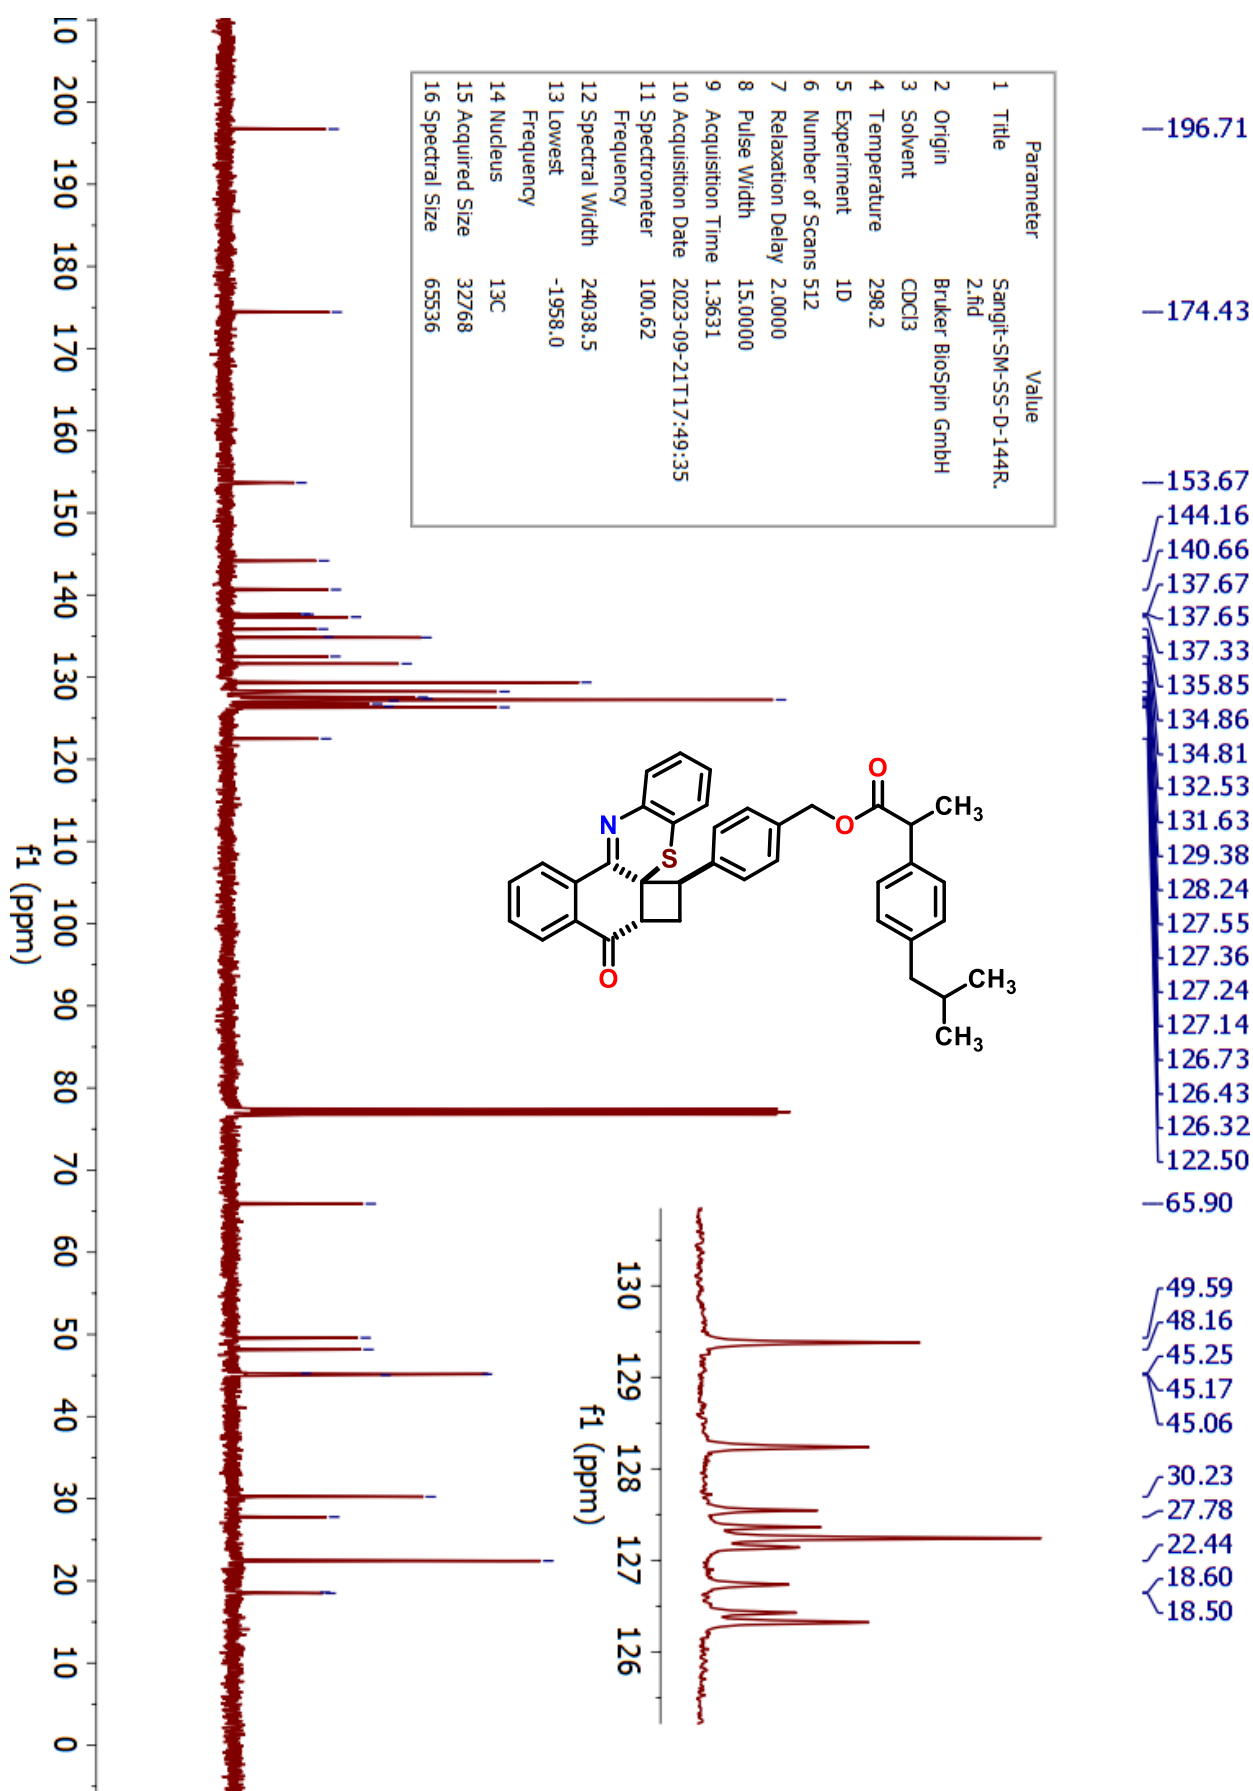 196.71
174.43
153.67
144.16
140.66
137.67
137.65
137.33
135.85
134.86
134.81
132.53
131.63
129.38
128.24
127.55
127.36
127.24
127.14
126.73
126.43
126.32
122.50
65.90
49.59
48.16
45.25
45.17
45.06
30.23
27.78
22.44
18.60
18.50
Parameter Value
1 Title Sangit-SM-SS-D-144R.
2.fid
2 Origin Bruker BioSpin GmbH
3 Solvent CDCl3
4 Temperature 298.2
5 Experiment 1D
6 Number of Scans 512
7 Relaxation Delay 2.0000
8 Pulse Width 15.0000
9 Acquisition Time 1.3631
10 Acquisition Date 2023-09-21T17:49:35
11 Spectrometer 100.62
Frequency
12 Spectral Width 24038.5
13 Lowest -1958.0
Frequency
14 Nucleus 13C
15 Acquired Size 32768
16 Spectral Size 65536
O
CH3
O
N
S
O
CH3
CH3
130 129 128 127 126
f1 (ppm)
10 200 190 180 170 160 150 140 130 120 110 100 90 80 70 60 50 40 30 20 10 0
f1 (ppm)